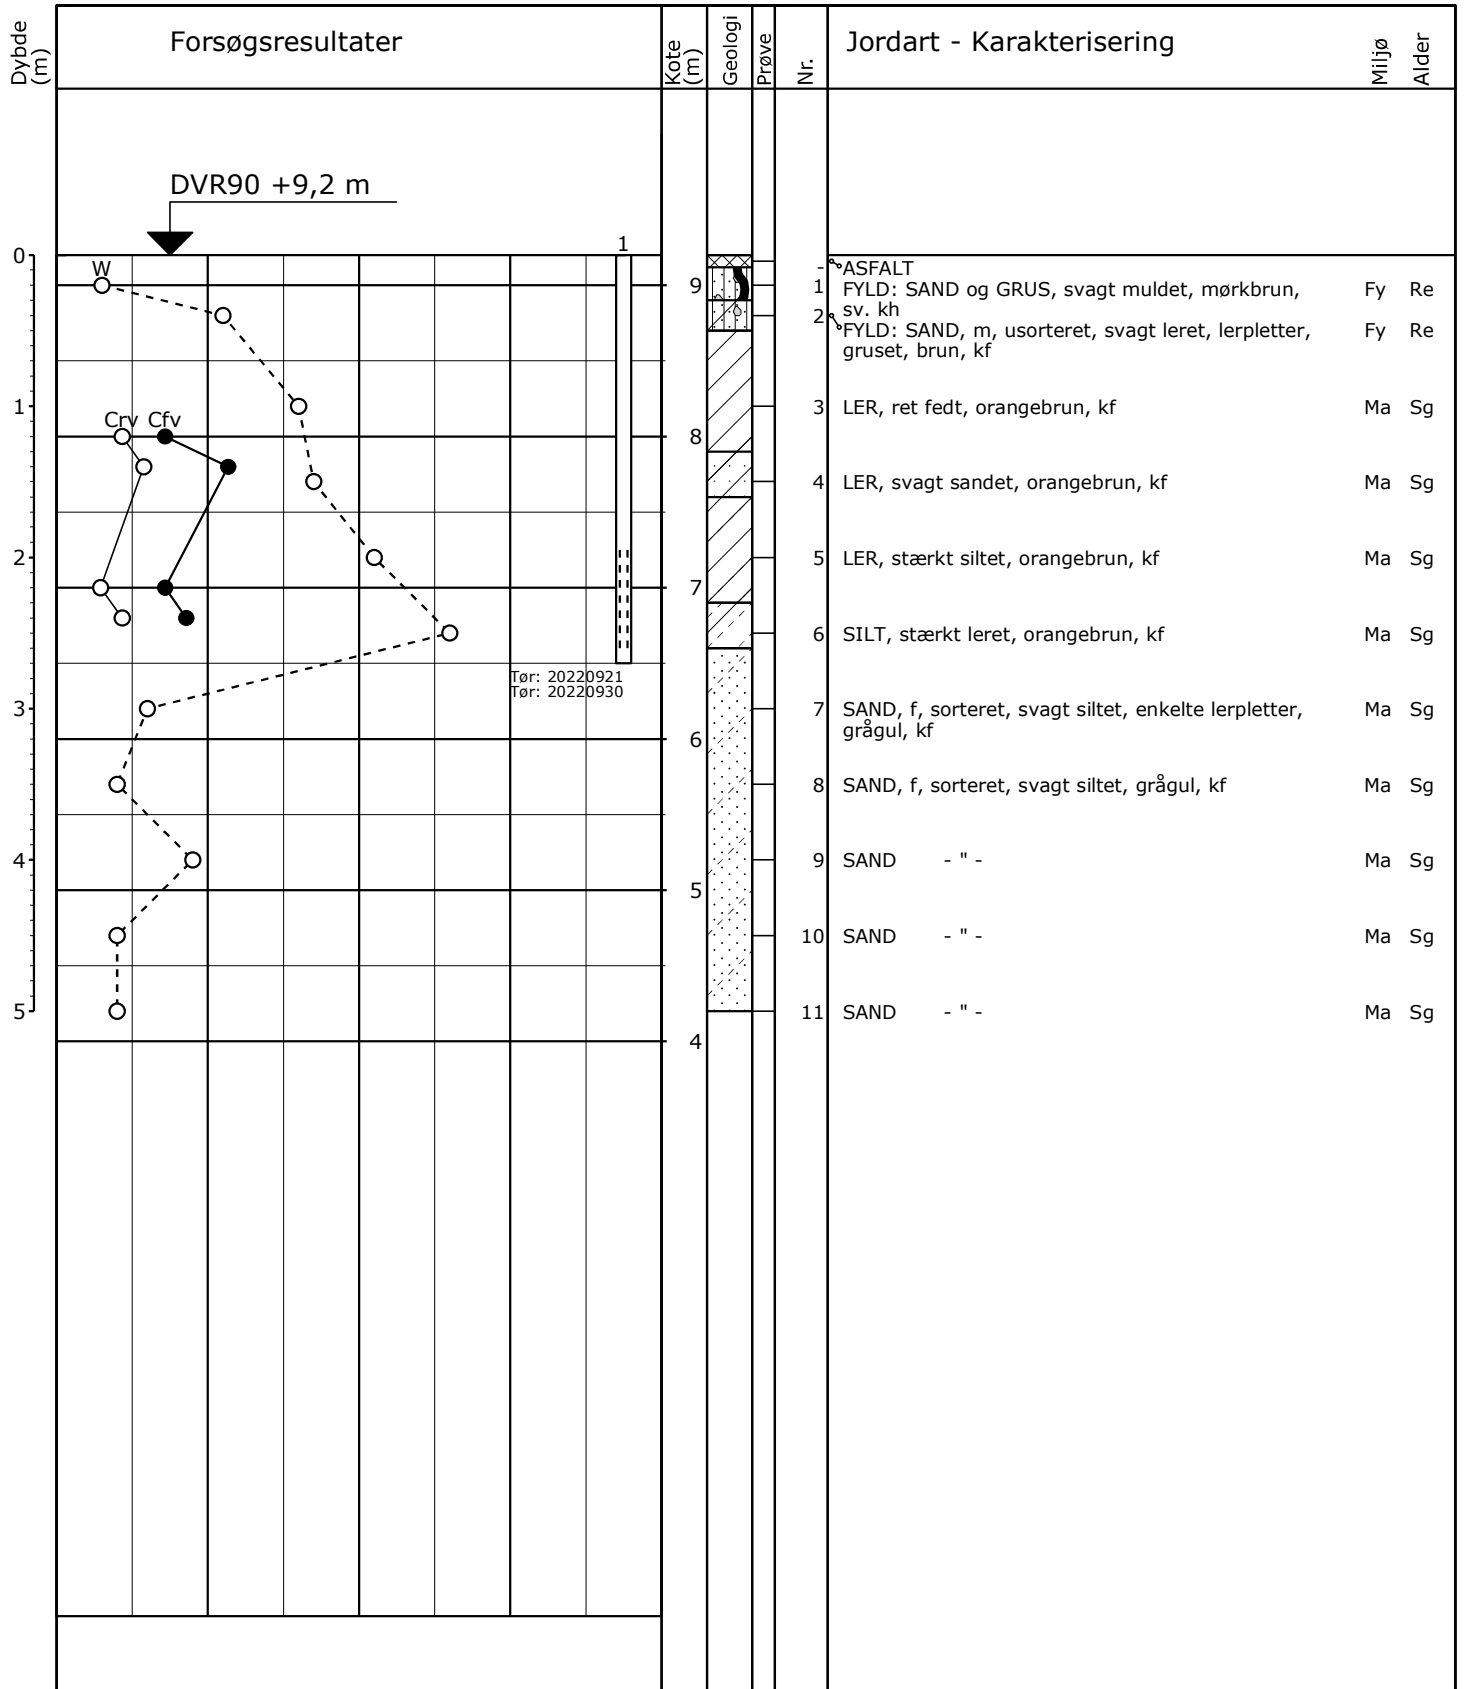 Dybde
(m)
Forsøgsresultater
Kote
(m)
Geologi
Prøve
Nr.
Jordart - Karakterisering
Miljø
Alder
DVR90 +9,2 m
1
0
W
- ASFALT
9
1 FYLD: SAND og GRUS, svagt muldet, mørkbrun, Fy Re
sv. kh
2 FYLD: SAND, m, usorteret, svagt leret, lerpletter, Fy Re
gruset, brun, kf
1
3 LER, ret fedt, orangebrun, kf Ma Sg
Crv Cfv
8
4 LER, svagt sandet, orangebrun, kf Ma Sg
2
5 LER, stærkt siltet, orangebrun, kf Ma Sg
7
6 SILT, stærkt leret, orangebrun, kf Ma Sg
Tør: 20220921
Tør: 20220930
3
7 SAND, f, sorteret, svagt siltet, enkelte lerpletter, Ma Sg
grågul, kf
6
8 SAND, f, sorteret, svagt siltet, grågul, kf Ma Sg
4
9 SAND - " - Ma Sg
5
10 SAND - " - Ma Sg
5
11 SAND - " - Ma Sg
4